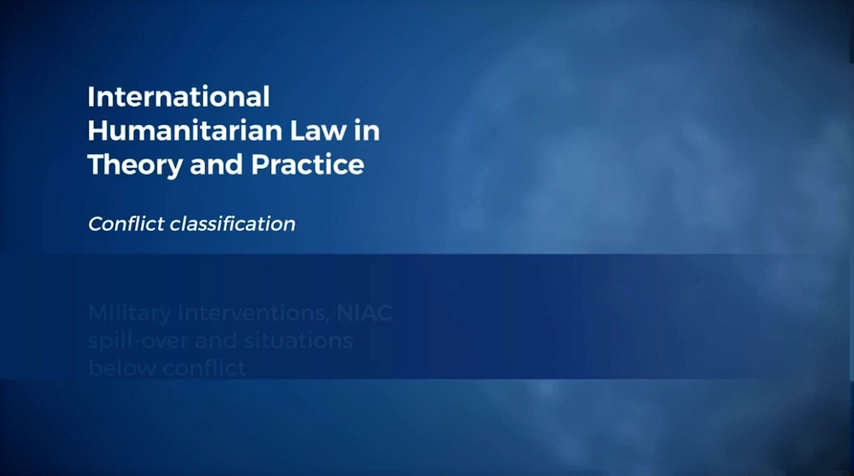 International
Humanitarian Law in
Theory and Practice
Conflict classification
Military Interventions, NIAC
spill-over and situations
below conflict